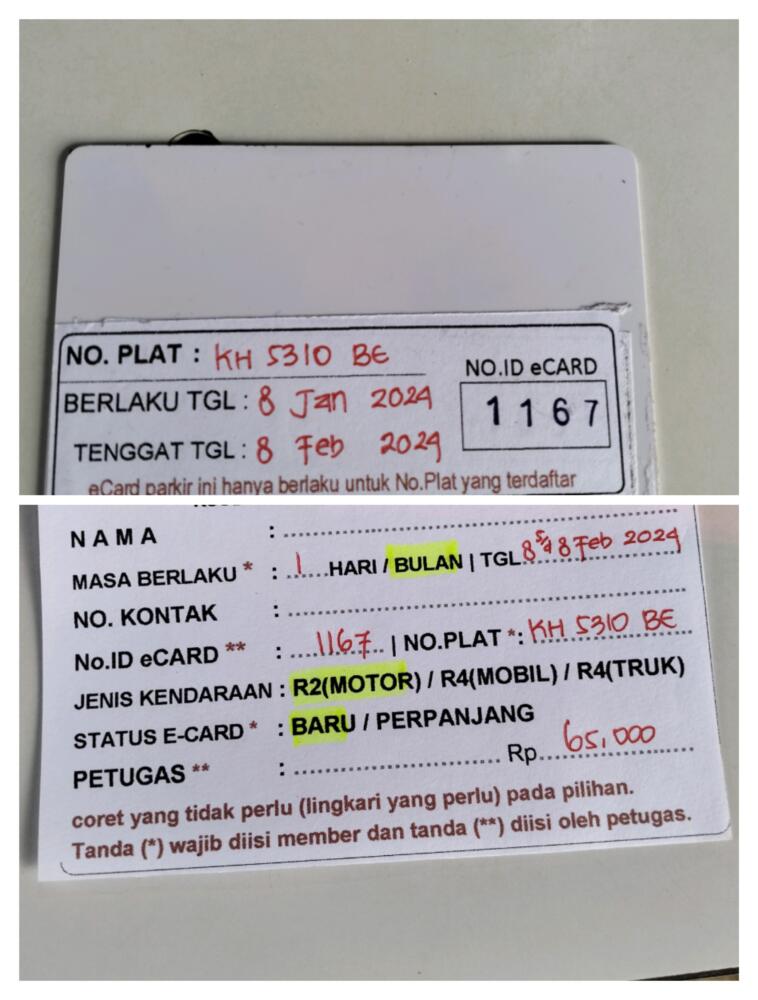 NO. PLAT : KH 5310 BE
BERLAKU TGL : 8 Jan 2024
TENGGAT TGL : 8 Feb 2024
NO.ID eCARD
1167
eCard parkir ini hanya berlaku untuk No.Plat yang terdaftar
NAMA :
MASA BERLAKU * : 1 HARI / BULAN | TGL 8 s/d 8 Feb 2024
NO. KONTAK :
No.ID eCARD ** : 1167 | NO.PLAT *: KH 5310 BE
JENIS KENDARAAN : R2(MOTOR) / R4(MOBIL) / R4(TRUK)
STATUS E-CARD * : BARU / PERPANJANG
PETUGAS ** : Rp. 65.000
coret yang tidak perlu (lingkari yang perlu) pada pilihan.
Tanda (*) wajib diisi member dan tanda (**) diisi oleh petugas.